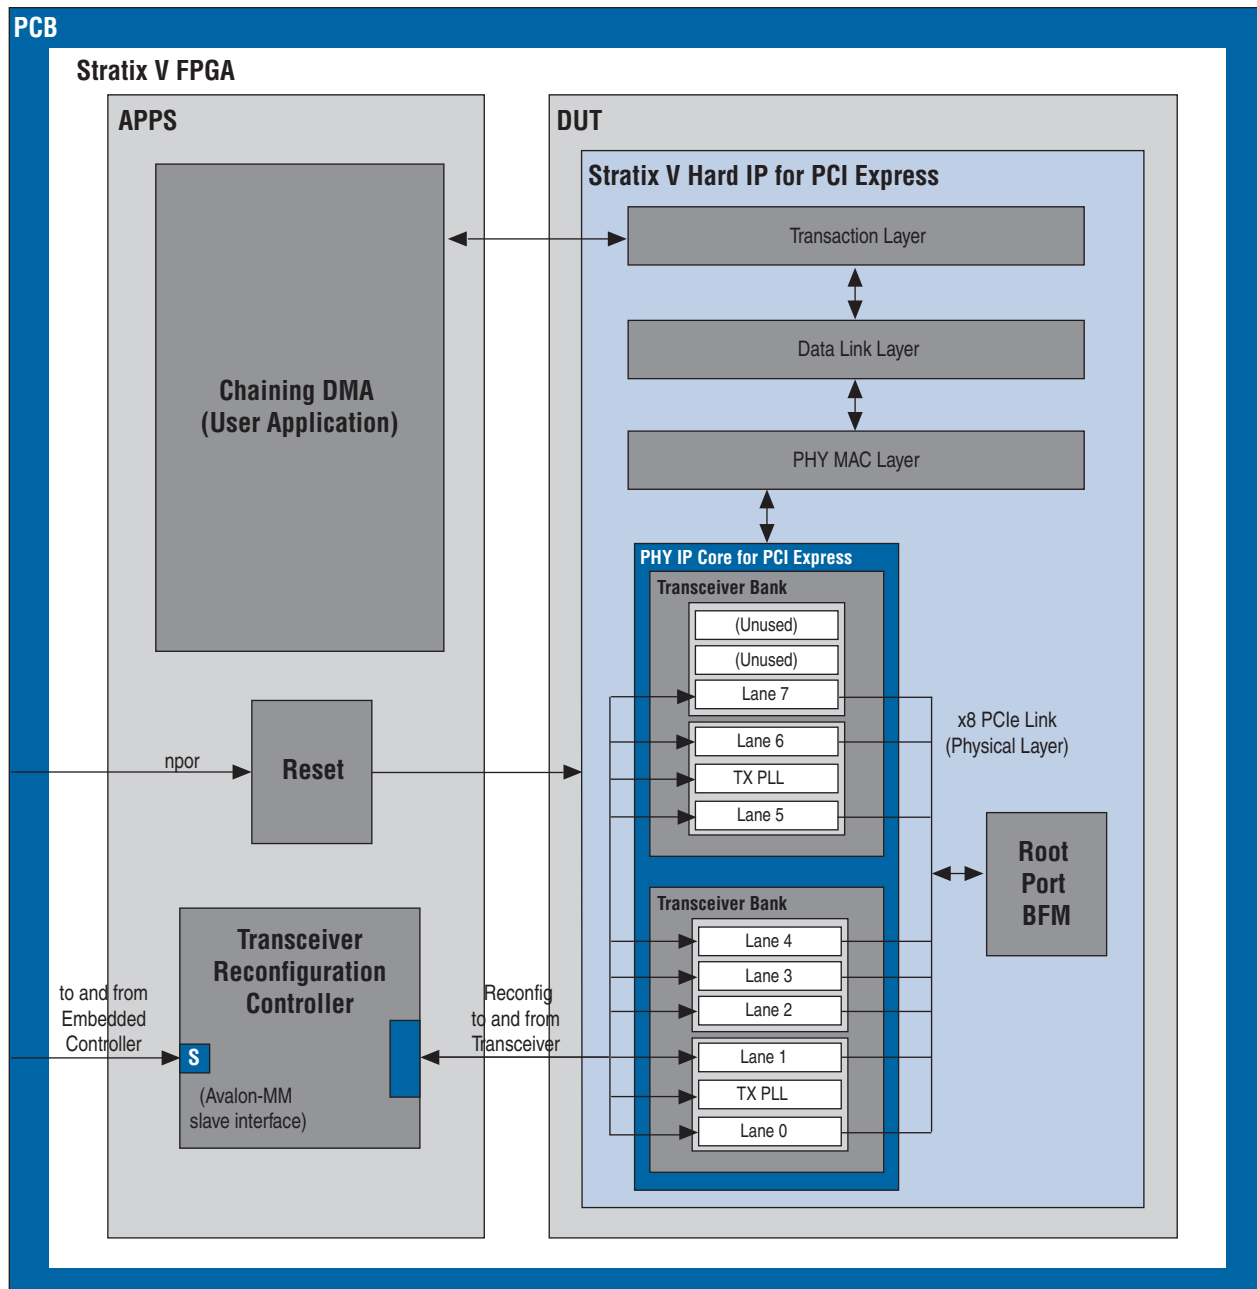 PCB
Stratix V FPGA
APPS
DUT
Stratix V Hard IP for PCI Express
Transaction Layer
Data Link Layer
Chaining DMA
(User Application)
PHY MAC Layer
PHY IP Core for PCI Express
Transceiver Bank
(Unused)
(Unused)
Lane 7
Lane 6
TX PLL
Lane 5
x8 PCIe Link
(Physical Layer)
npor
Reset
Root
Port
BFM
Transceiver Bank
Lane 4
Lane 3
Lane 2
Lane 1
TX PLL
Lane 0
Transceiver
Reconfiguration
Controller
to and from
Embedded
Controller
S
(Avalon-MM
slave interface)
Reconfig
to and from
Transceiver